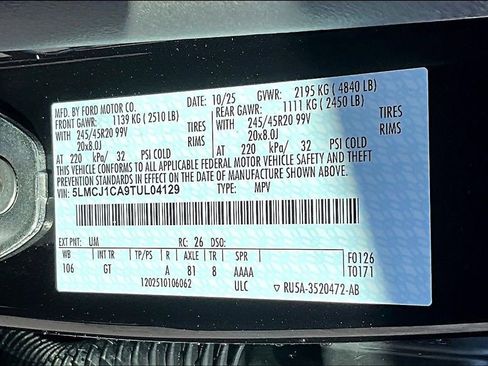 MFD. BY FORD MOTOR CO. DATE: 10/25 GVWR: 2195 KG ( 4840 LB)
FRONT GAWR: 1139 KG ( 2510 LB) REAR GAWR: 1111 KG ( 2450 LB)
WITH 245/45R20 99V TIRES WITH 245/45R20 99V TIRES
20x8.0J RIMS 20x8.0J RIMS
AT 220 kPa/ 32 PSI COLD AT 220 kPa/ 32 PSI COLD
THIS VEHICLE CONFORMS TO ALL APPLICABLE FEDERAL MOTOR VEHICLE SAFETY AND THEFT
PREVENTION STANDARDS IN EFFECT ON THE DATE OF MANUFACTURE SHOWN ABOVE.
VIN: 5LMCJ1CA9TUL04129 TYPE: MPV
EXT PNT: UM RC: 26 DSO: F0126
WB INT TR TP/PS R AXLE TR SPR T0171
106 GT A 81 8 AAAA
1202510106062 ULC ▽ RU5A-3520472-AB